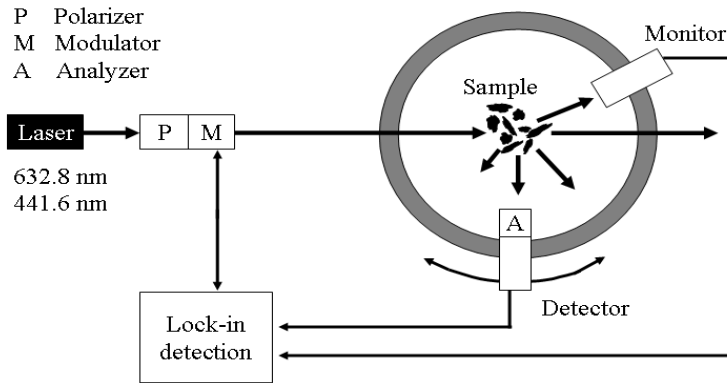 P Polarizer
M Modulator
A Analyzer
Monitor
Sample
Laser
P
M
632.8 nm
441.6 nm
A
Detector
Lock-in
detection